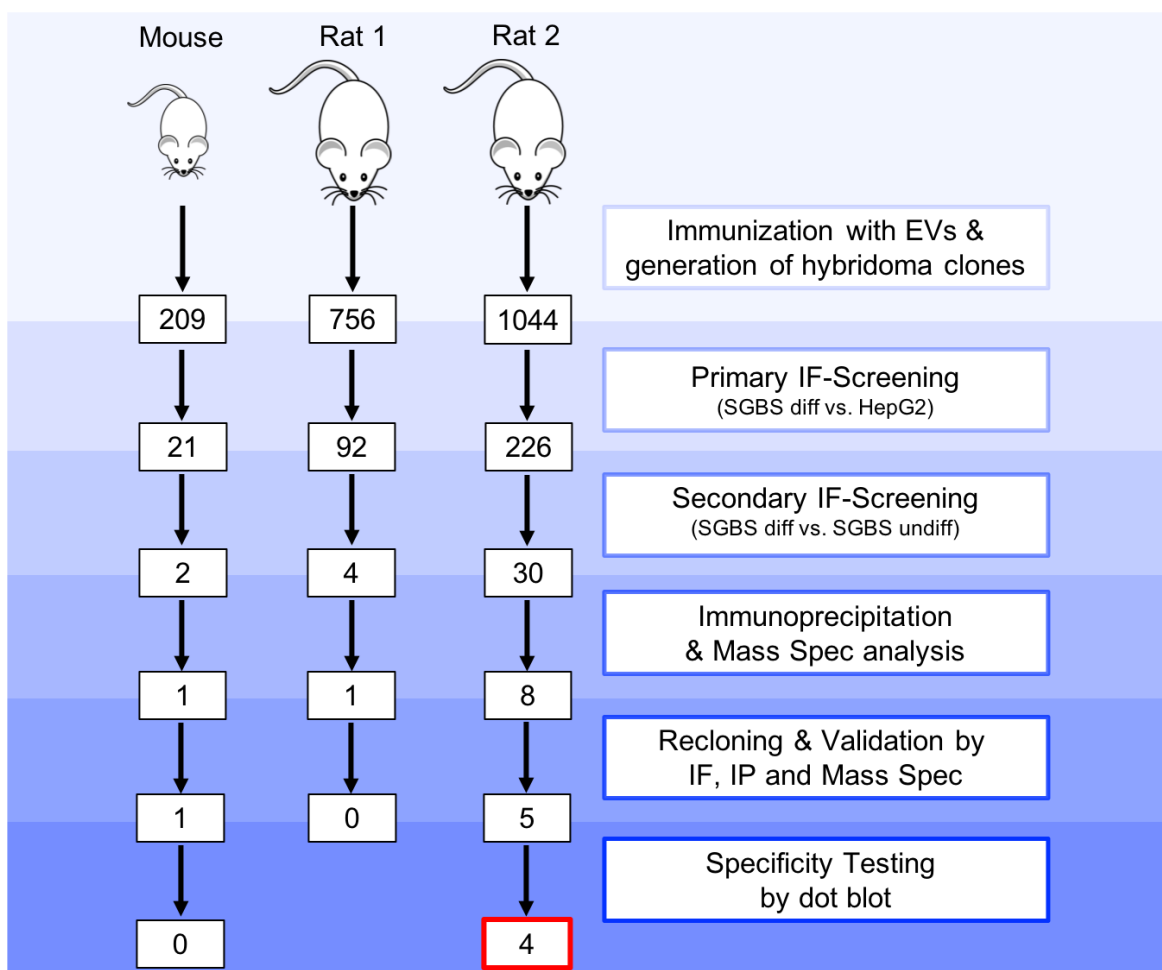 Mouse Rat 1 Rat 2
Immunization with EVs &
generation of hybridoma clones
209 756 1044
Primary IF-Screening
(SGBS diff vs. HepG2)
21 92 226
Secondary IF-Screening
(SGBS diff vs. SGBS undiff)
2 4 30
Immunoprecipitation
& Mass Spec analysis
1 1 8
Recloning & Validation by
IF, IP and Mass Spec
1 0 5
Specificity Testing
by dot blot
0 4